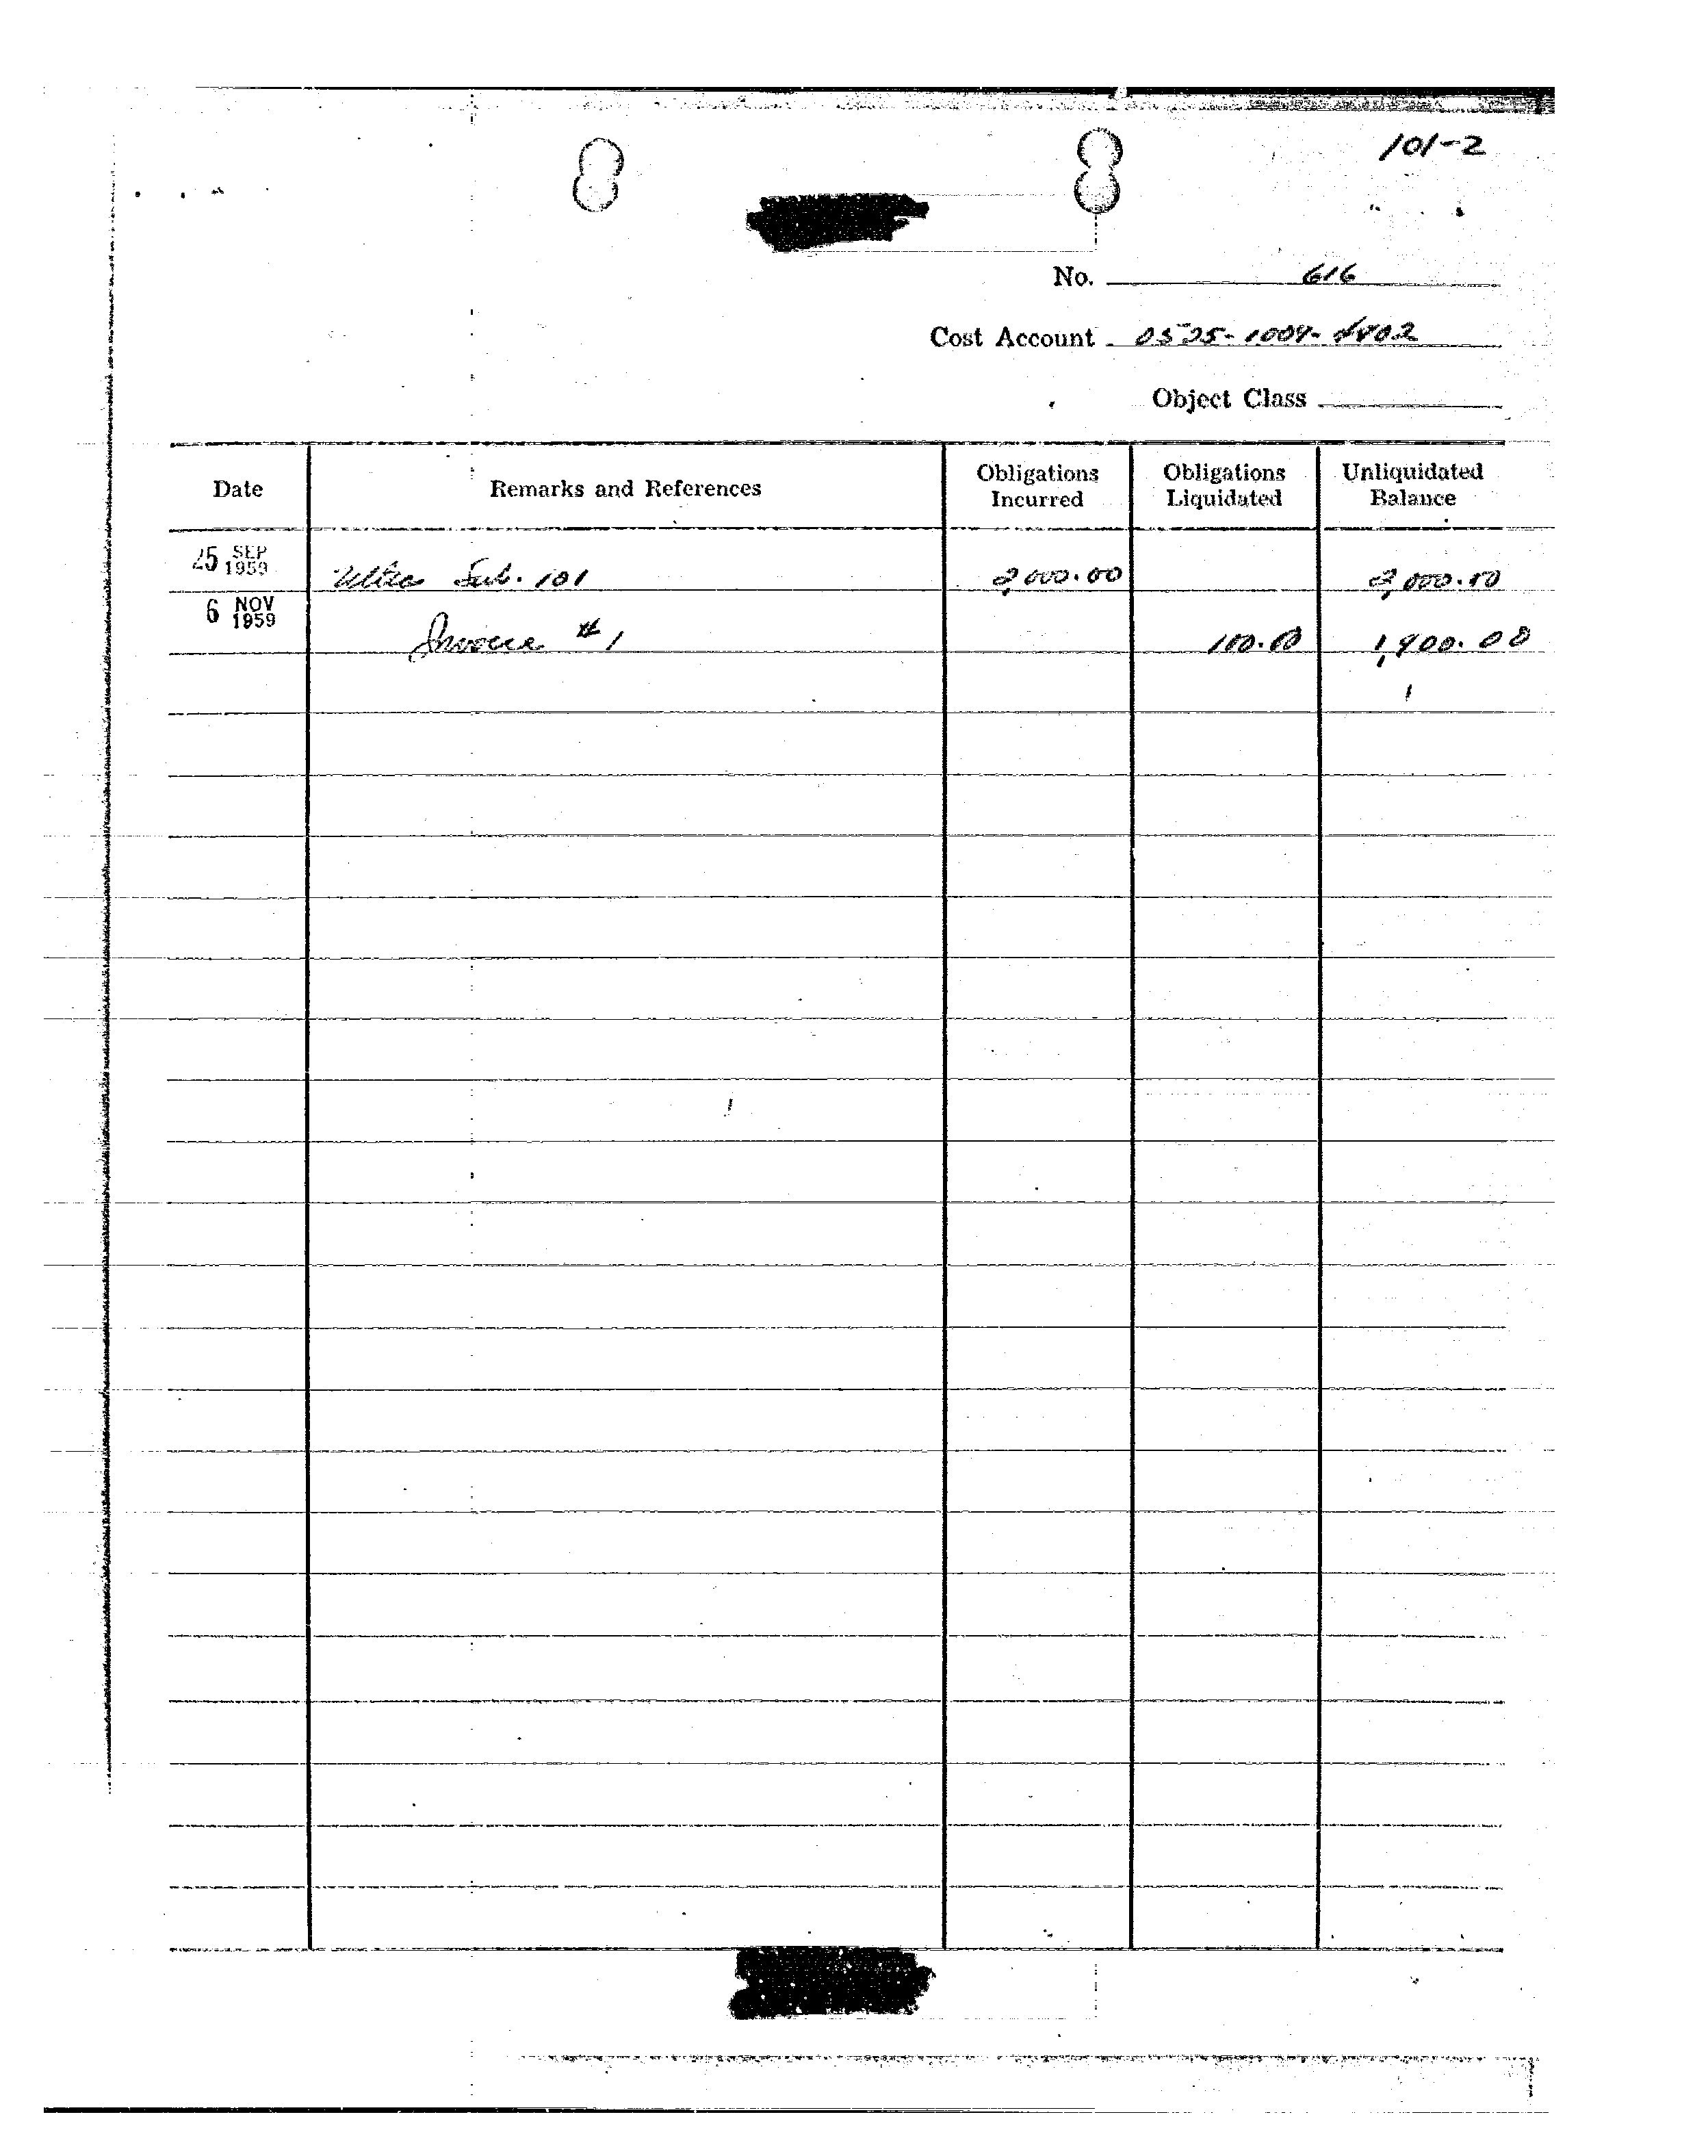 101-2
No. 616
Cost Account 0525-1009-4902
Object Class
Date Remarks and References Obligations Incurred Obligations Liquidated Unliquidated Balance
25 SEP 1959 Ultra Sub. 101 2,000.00 2,000.00
6 NOV 1959 Invoice #1 100.00 1,900.00